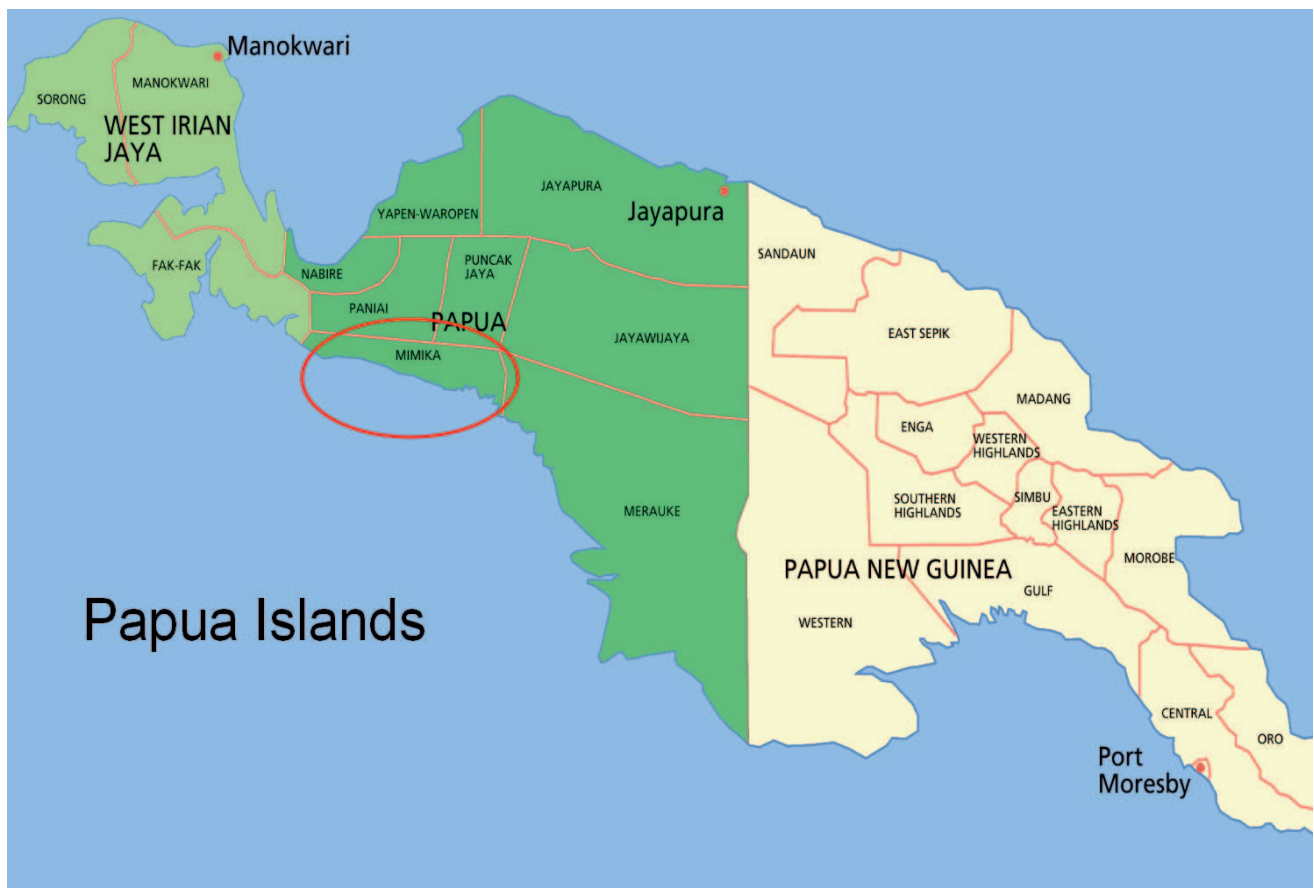 Manokwari
MANOKWARI
SORONG
WEST IRIAN
JAYA
JAYAPURA
Jayapura
YAPEN-WAROPEN
FAK-FAK
NABIRE
PUNCAK
JAYA
PANIAI
PAPUA
MIMIKA
JAYAWIJAYA
MERAUKE
SANDAUN
EAST SEPIK
MADANG
ENGA
WESTERN
HIGHLANDS
SOUTHERN
HIGHLANDS
SIMBU
EASTERN
HIGHLANDS
MOROBE
PAPUA NEW GUINEA
GULF
WESTERN
Papua Islands
CENTRAL
ORO
Port
Moresby